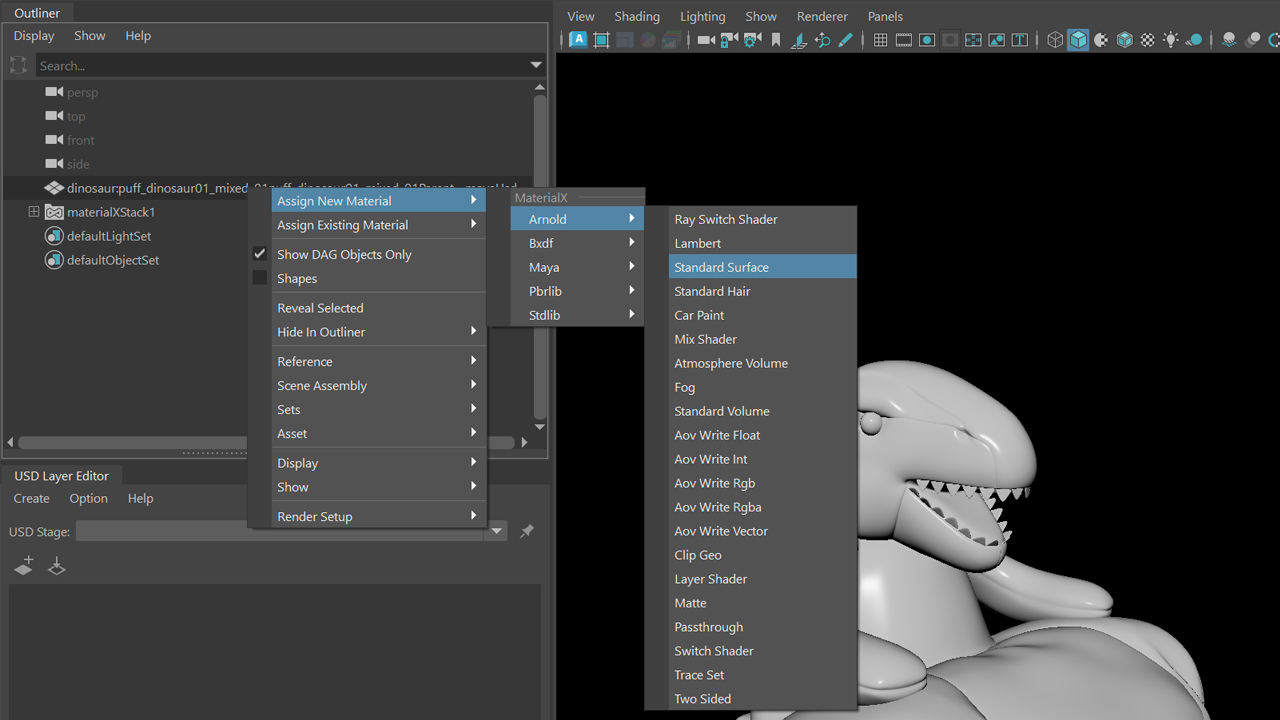 Outliner
Display Show Help
Search...
persp
top
front
side
dinosaur:puff_dinosaur01_mixed
materialXStack1
defaultLightSet
defaultObjectSet
Assign New Material
Assign Existing Material
Show DAG Objects Only
Shapes
Reveal Selected
Hide In Outliner
Reference
Scene Assembly
Sets
Asset
Display
Show
Render Setup
MaterialX
Arnold
Bxdf
Maya
Pbrlib
Stdlib
Ray Switch Shader
Lambert
Standard Surface
Standard Hair
Car Paint
Mix Shader
Atmosphere Volume
Fog
Standard Volume
Aov Write Float
Aov Write Int
Aov Write Rgb
Aov Write Rgba
Aov Write Vector
Clip Geo
Layer Shader
Matte
Passthrough
Switch Shader
Trace Set
Two Sided
USD Layer Editor
Create Option Help
USD Stage:
View Shading Lighting Show Renderer Panels